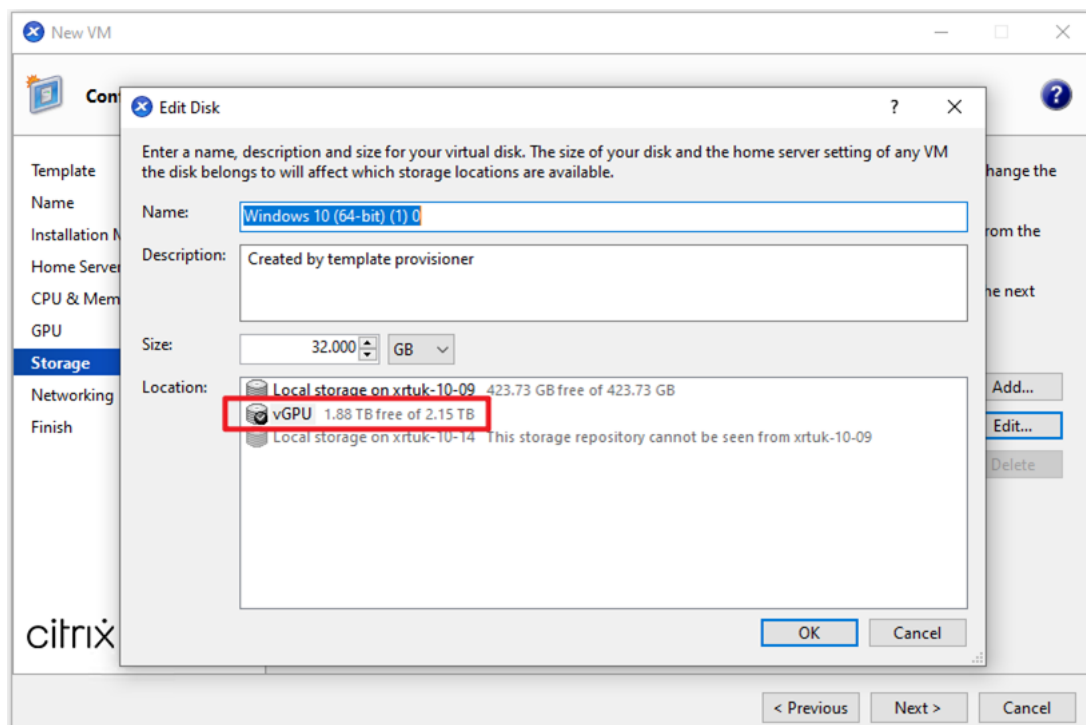 New VM
Con
Edit Disk
?
?
Enter a name, description and size for your virtual disk. The size of your disk and the home server setting of any VM
the disk belongs to will affect which storage locations are available.
Template
hange the
Name
Name:
Windows 10 (64-bit) (1) 0
Installation M
rom the
Description:
Created by template provisioner
Home Server
CPU & Mem
he next
GPU
Size:
32.000
GB
Storage
Location:
Local storage on xrtuk-10-09 423.73 GB free of 423.73 GB
Add...
Networking
vGPU 1.88 TB free of 2.15 TB
Finish
Edit...
Local storage on xrtuk-10-14 This storage repository cannot be seen from xrtuk-10-09
Delete
citrix
OK
Cancel
< Previous
Next >
Cancel